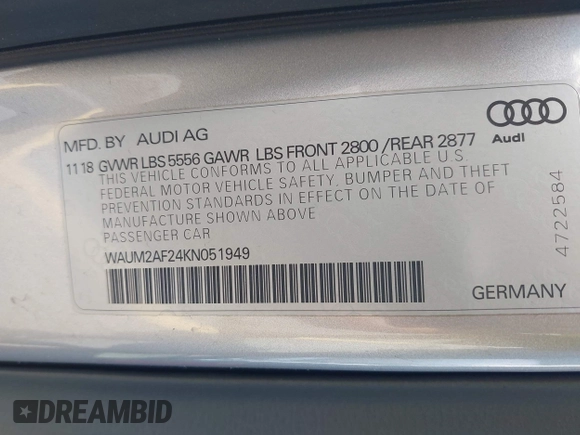 MFD. BY AUDI AG
Audi
11 18 GVWR LBS 5556 GAWR LBS FRONT 2800 /REAR 2877
THIS VEHICLE CONFORMS TO ALL APPLICABLE U.S.
FEDERAL MOTOR VEHICLE SAFETY, BUMPER AND THEFT
PREVENTION STANDARDS IN EFFECT ON THE DATE OF
MANUFACTURE SHOWN ABOVE
PASSENGER CAR
WAUM2AF24KN051949
4722584
GERMANY
DREAMBID